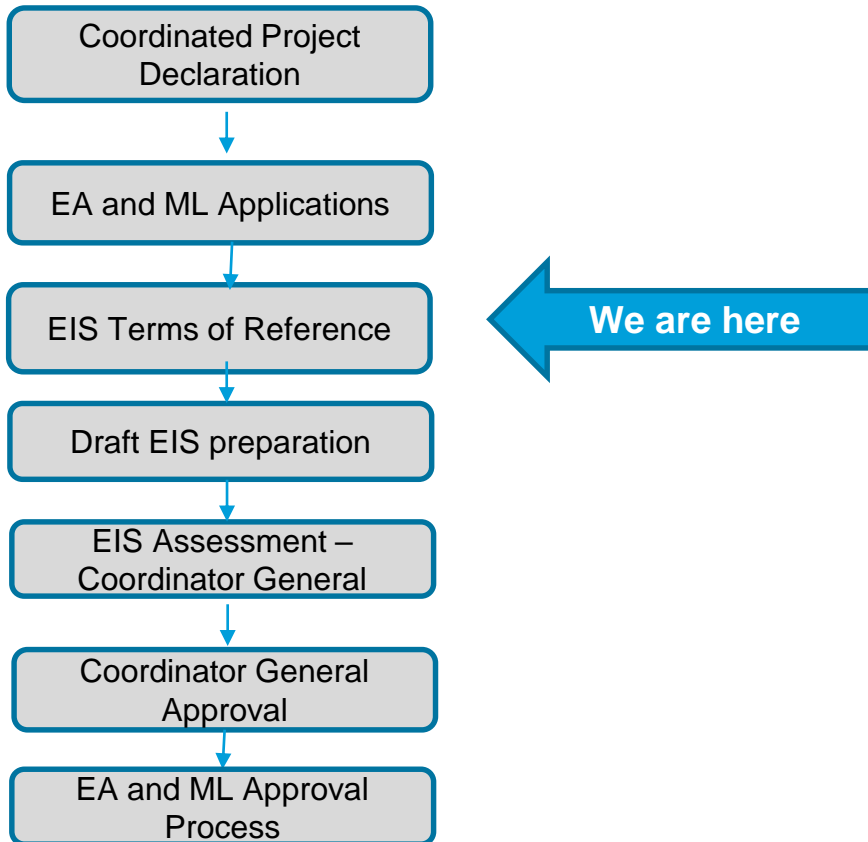 Coordinated Project
Declaration
EA and ML Applications
EIS Terms of Reference
We are here
Draft EIS preparation
EIS Assessment –
Coordinator General
Coordinator General
Approval
EA and ML Approval
Process